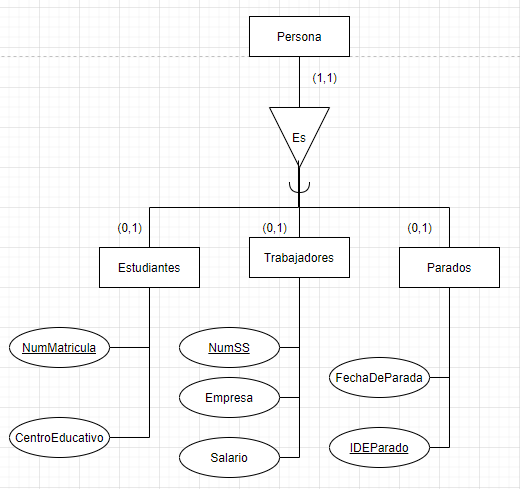 Persona
(1,1)
Es
(0,1)
(0,1)
(0,1)
Estudiantes
Trabajadores
Parados
NumMatricula
NumSS
FechaDeParada
Empresa
CentroEducativo
IDEParado
Salario